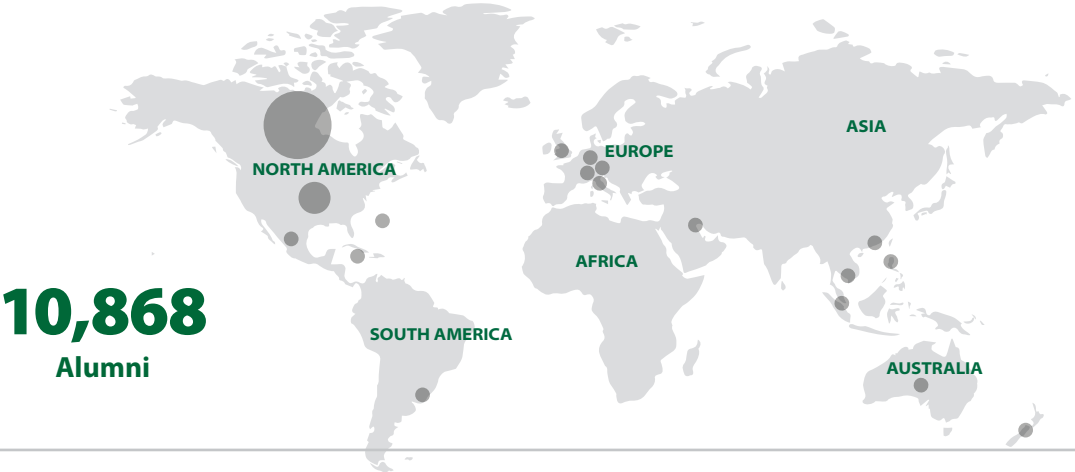 ASIA
EUROPE
NORTH AMERICA
AFRICA
10,868
Alumni
SOUTH AMERICA
AUSTRALIA